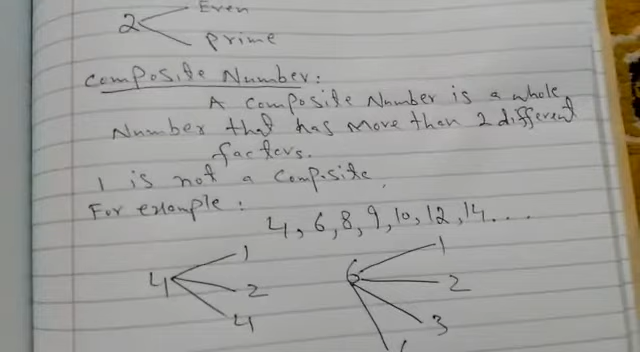 Even
2
Prime
Composite Number:
A composite Number is a whole
Number that has more than 2 different
factors.
1 is not a composite.
For example:
4, 6, 8, 9, 10, 12, 14...
1
4 2
4
1
6 2
3